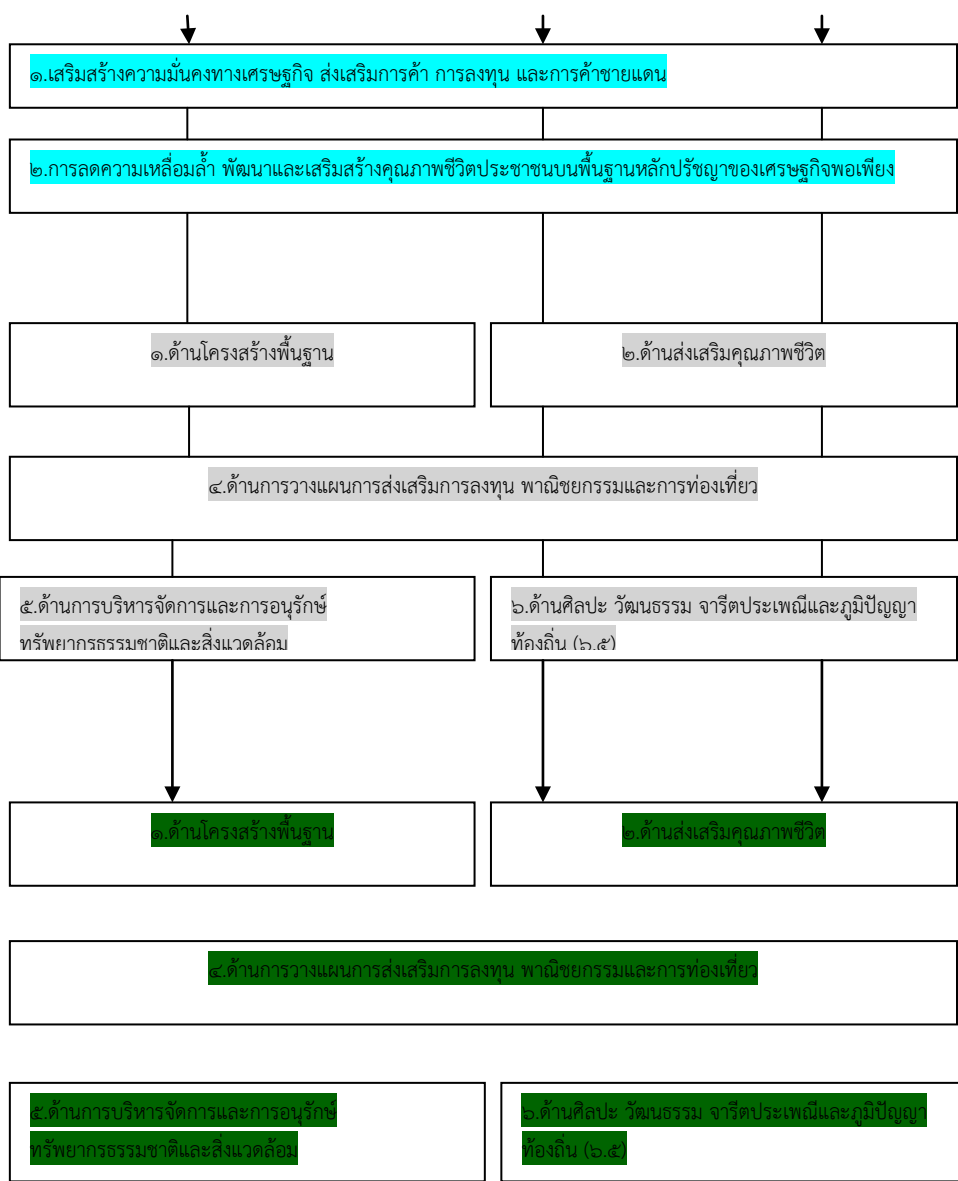 ๑.เสริมสร้างความมั่นคงทางเศรษฐกิจ ส่งเสริมการค้า การลงทุน และการค้าชายแดน
๒.การลดความเหลื่อมล้ำ พัฒนาและเสริมสร้างคุณภาพชีวิตประชาชนบนพื้นฐานหลักปรัชญาของเศรษฐกิจพอเพียง
๑.ด้านโครงสร้างพื้นฐาน
๒.ด้านส่งเสริมคุณภาพชีวิต
๔.ด้านการวางแผนการส่งเสริมการลงทุน พาณิชยกรรมและการท่องเที่ยว
๕.ด้านการบริหารจัดการและการอนุรักษ์
ทรัพยากรธรรมชาติและสิ่งแวดล้อม
๖.ด้านศิลปะ วัฒนธรรม จารีตประเพณีและภูมิปัญญา
ท้องถิ่น (๖.๕)
๑.ด้านโครงสร้างพื้นฐาน
๒.ด้านส่งเสริมคุณภาพชีวิต
๔.ด้านการวางแผนการส่งเสริมการลงทุน พาณิชยกรรมและการท่องเที่ยว
๕.ด้านการบริหารจัดการและการอนุรักษ์
ทรัพยากรธรรมชาติและสิ่งแวดล้อม
๖.ด้านศิลปะ วัฒนธรรม จารีตประเพณีและภูมิปัญญา
ท้องถิ่น (๖.๕)